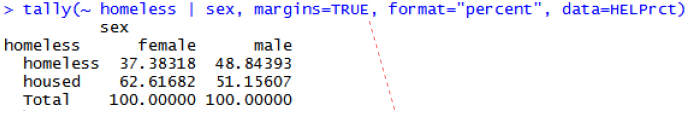 > tally(~ homeless | sex, margins=TRUE, format="percent", data=HELPrct)
sex
homeless female male
homeless 37.38318 48.84393
housed 62.61682 51.15607
Total 100.00000 100.00000